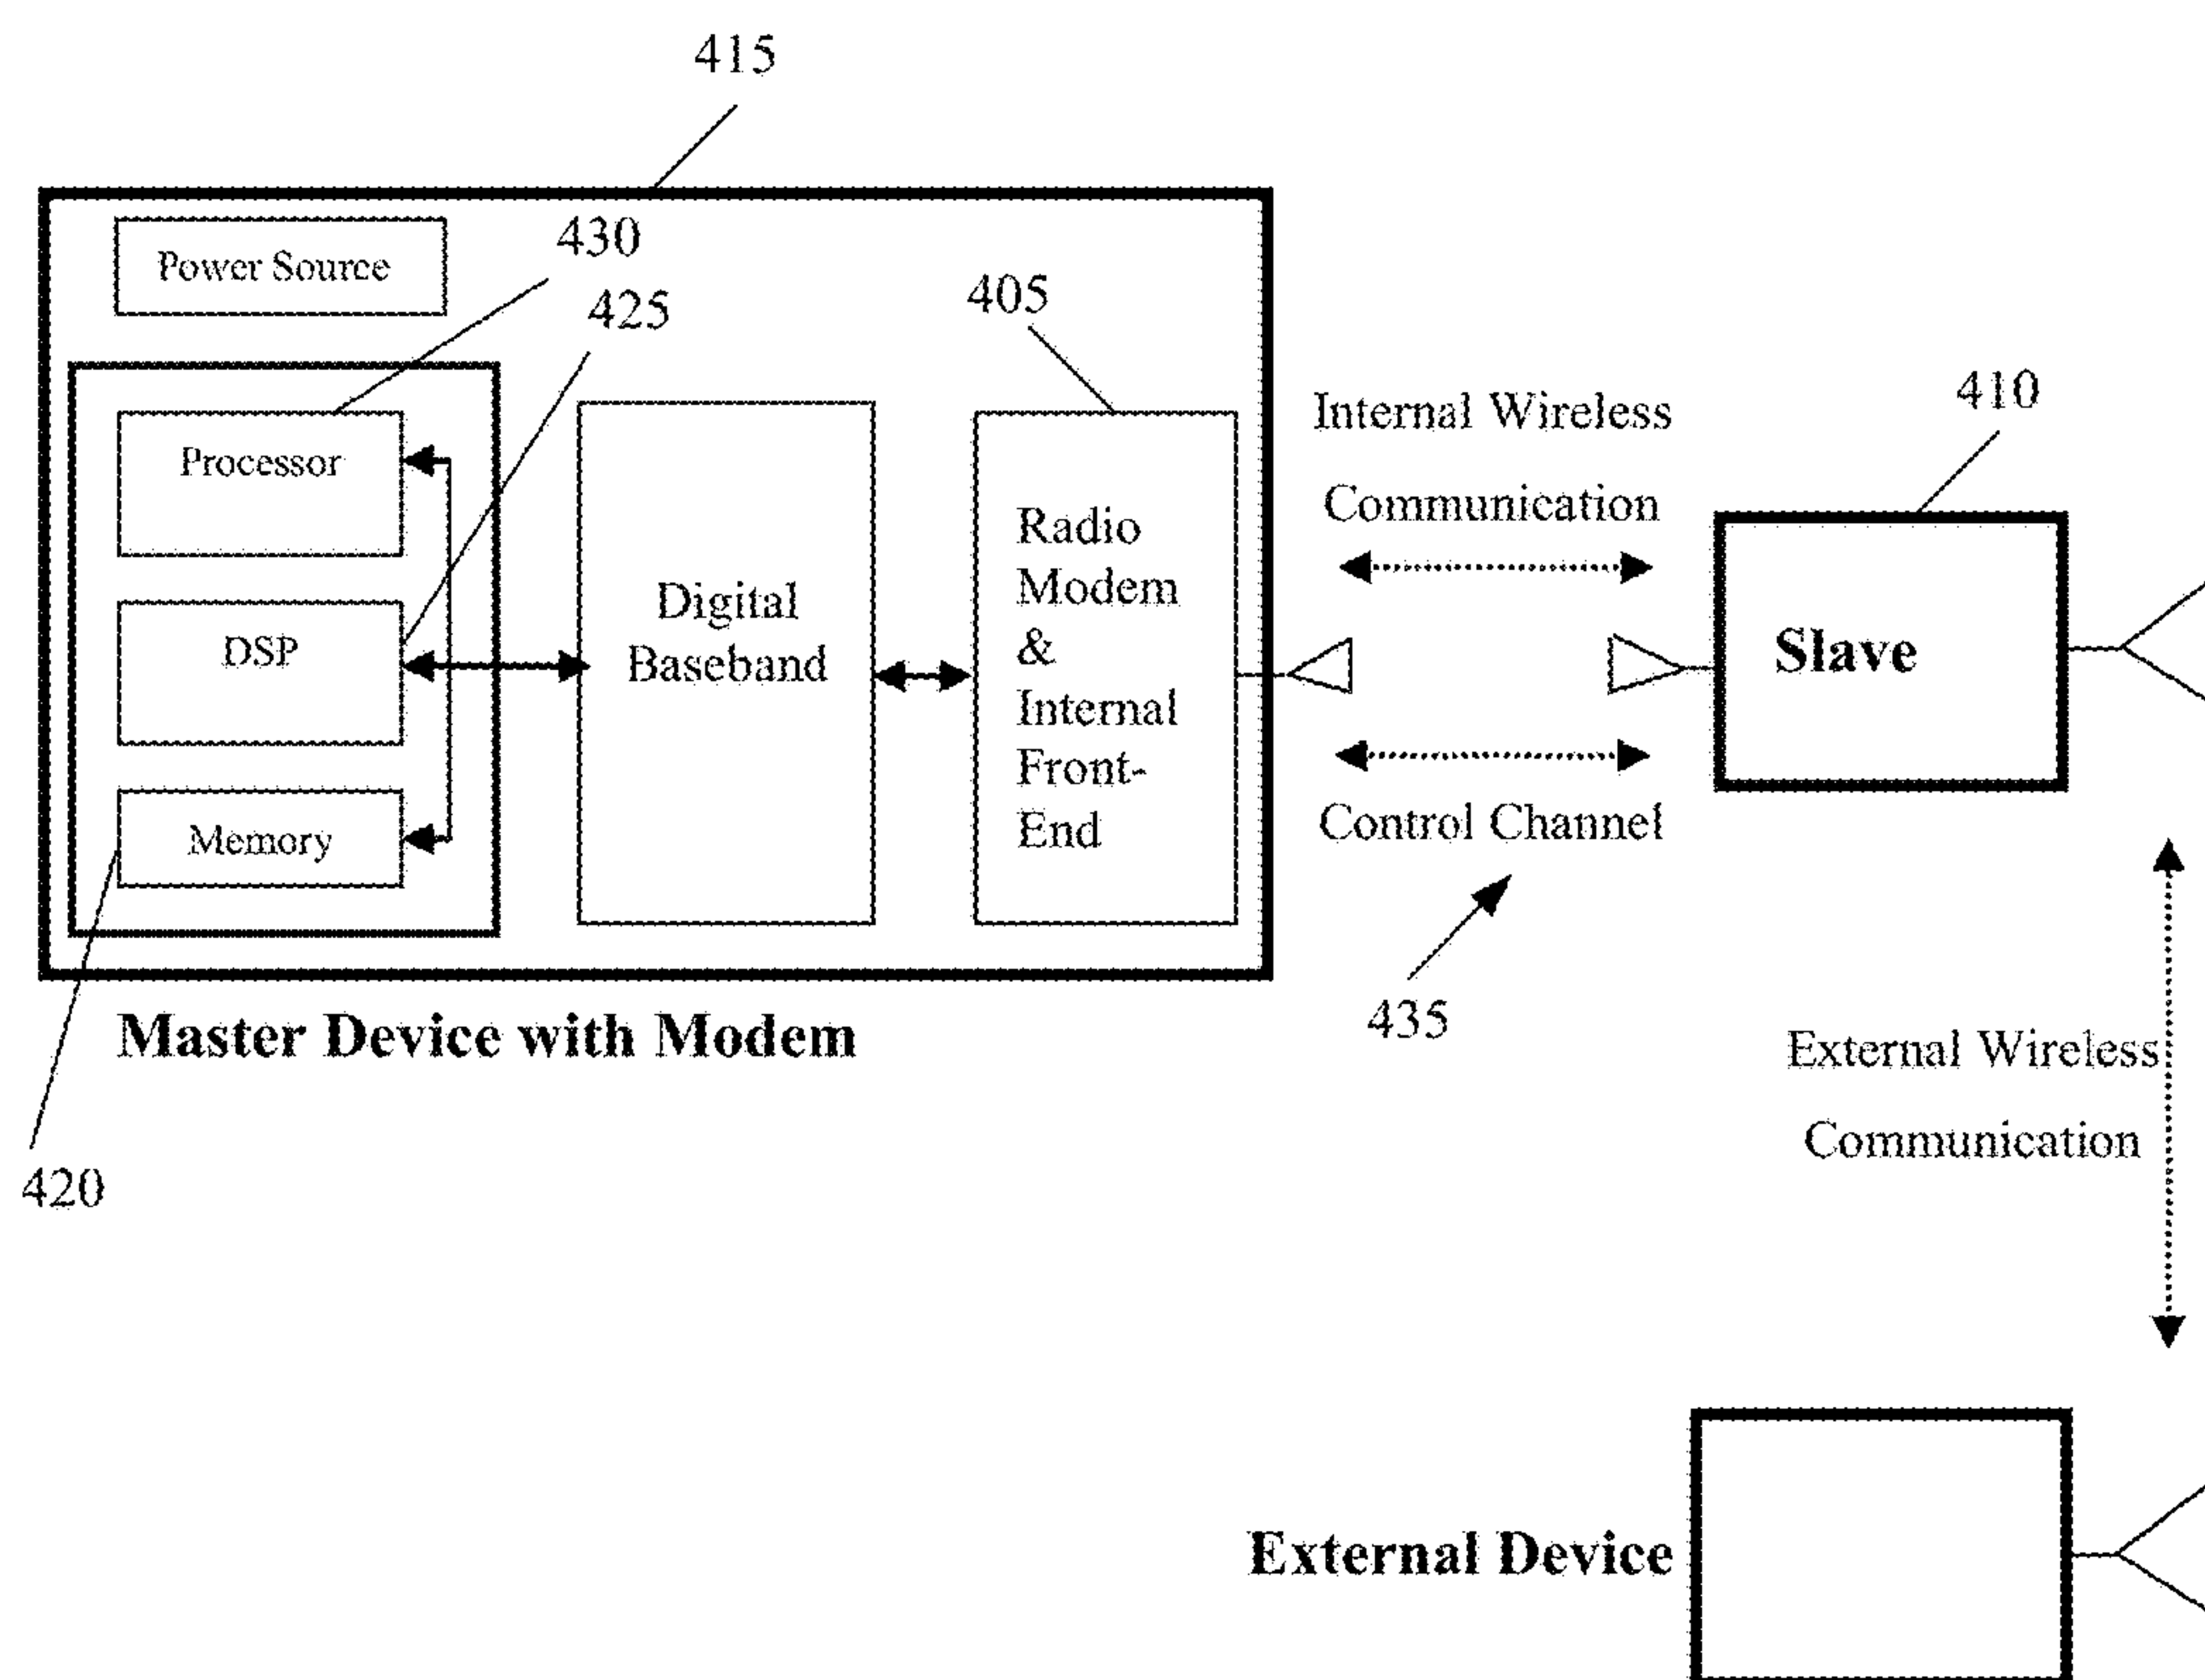 415
Power Source
430
425
405
Processor
DSP
Memory
Digital
Baseband
Radio
Modem
&
Internal
Front-
End
Internal Wireless
Communication
Control Channel
435
410
Slave
Master Device with Modem
420
External Wireless
Communication
External Device